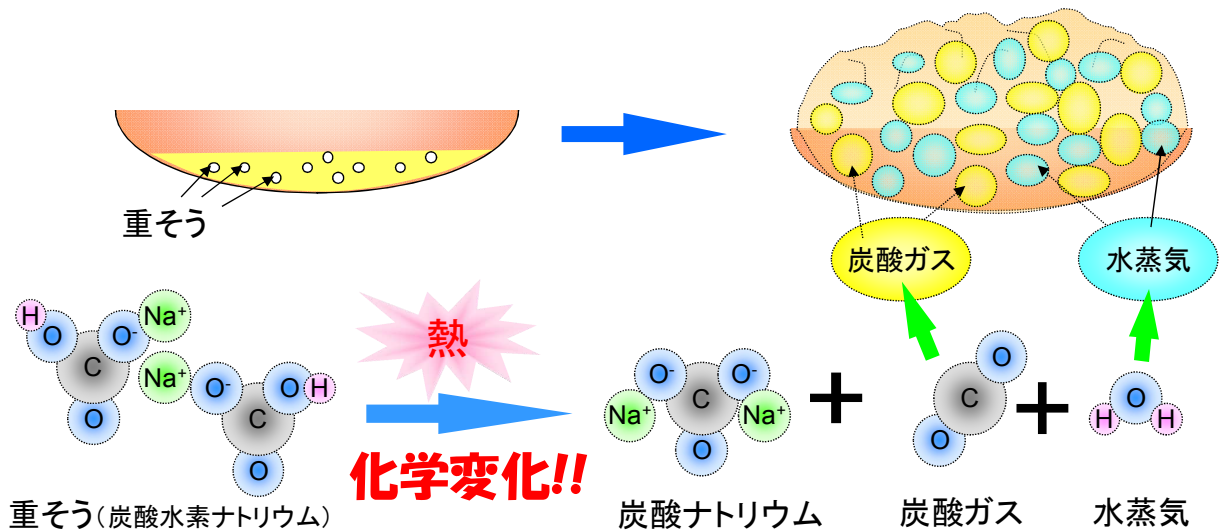 重そう
炭酸ガス
水蒸気
H
O
O-
Na+
C
O
Na+
O-
O
H
C
O
熱
化学変化!!
O-
O-
Na+
C
Na+
O
+
O
C
O
+
O
H
H
重そう(炭酸水素ナトリウム)
炭酸ナトリウム
炭酸ガス
水蒸気